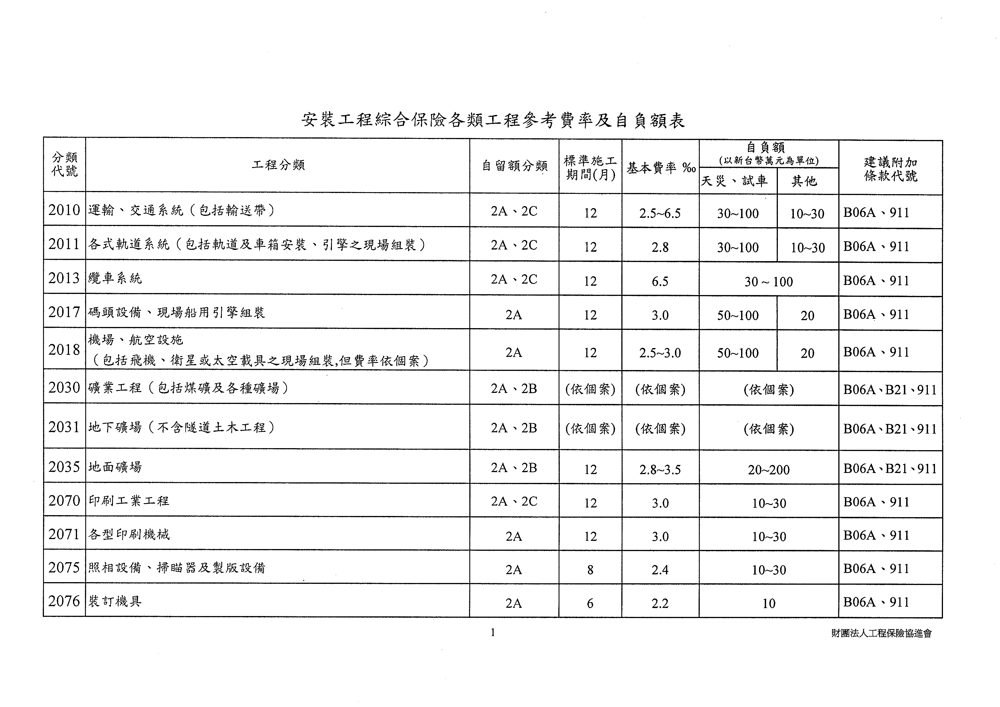 安裝工程綜合保險各類工程參考費率及自負額表
分類代號 工程分類 自留額分類 標準施工期間(月) 基本費率 ‰ 自負額 (以新台幣萬元為單位) 天災、試車 其他 建議附加條款代號
2010 運輸、交通系統（包括輸送帶） 2A、2C 12 2.5~6.5 30~100 10~30 B06A、911
2011 各式軌道系統（包括軌道及車箱安裝、引擎之現場組裝） 2A、2C 12 2.8 30~100 10~30 B06A、911
2013 纜車系統 2A、2C 12 6.5 30~100 B06A、911
2017 碼頭設備、現場船用引擎組裝 2A 12 3.0 50~100 20 B06A、911
2018 機場、航空設施
（包括飛機、衛星或太空載具之現場組裝,但費率依個案） 2A 12 2.5~3.0 50~100 20 B06A、911
2030 礦業工程（包括煤礦及各種礦場） 2A、2B (依個案) (依個案) (依個案) B06A、B21、911
2031 地下礦場（不含隧道土木工程） 2A、2B (依個案) (依個案) (依個案) B06A、B21、911
2035 地面礦場 2A、2B 12 2.8~3.5 20~200 B06A、B21、911
2070 印刷工業工程 2A、2C 12 3.0 10~30 B06A、911
2071 各型印刷機械 2A 12 3.0 10~30 B06A、911
2075 照相設備、掃瞄器及製版設備 2A 8 2.4 10~30 B06A、911
2076 裝訂機具 2A 6 2.2 10 B06A、911
1
財團法人工程保險協進會